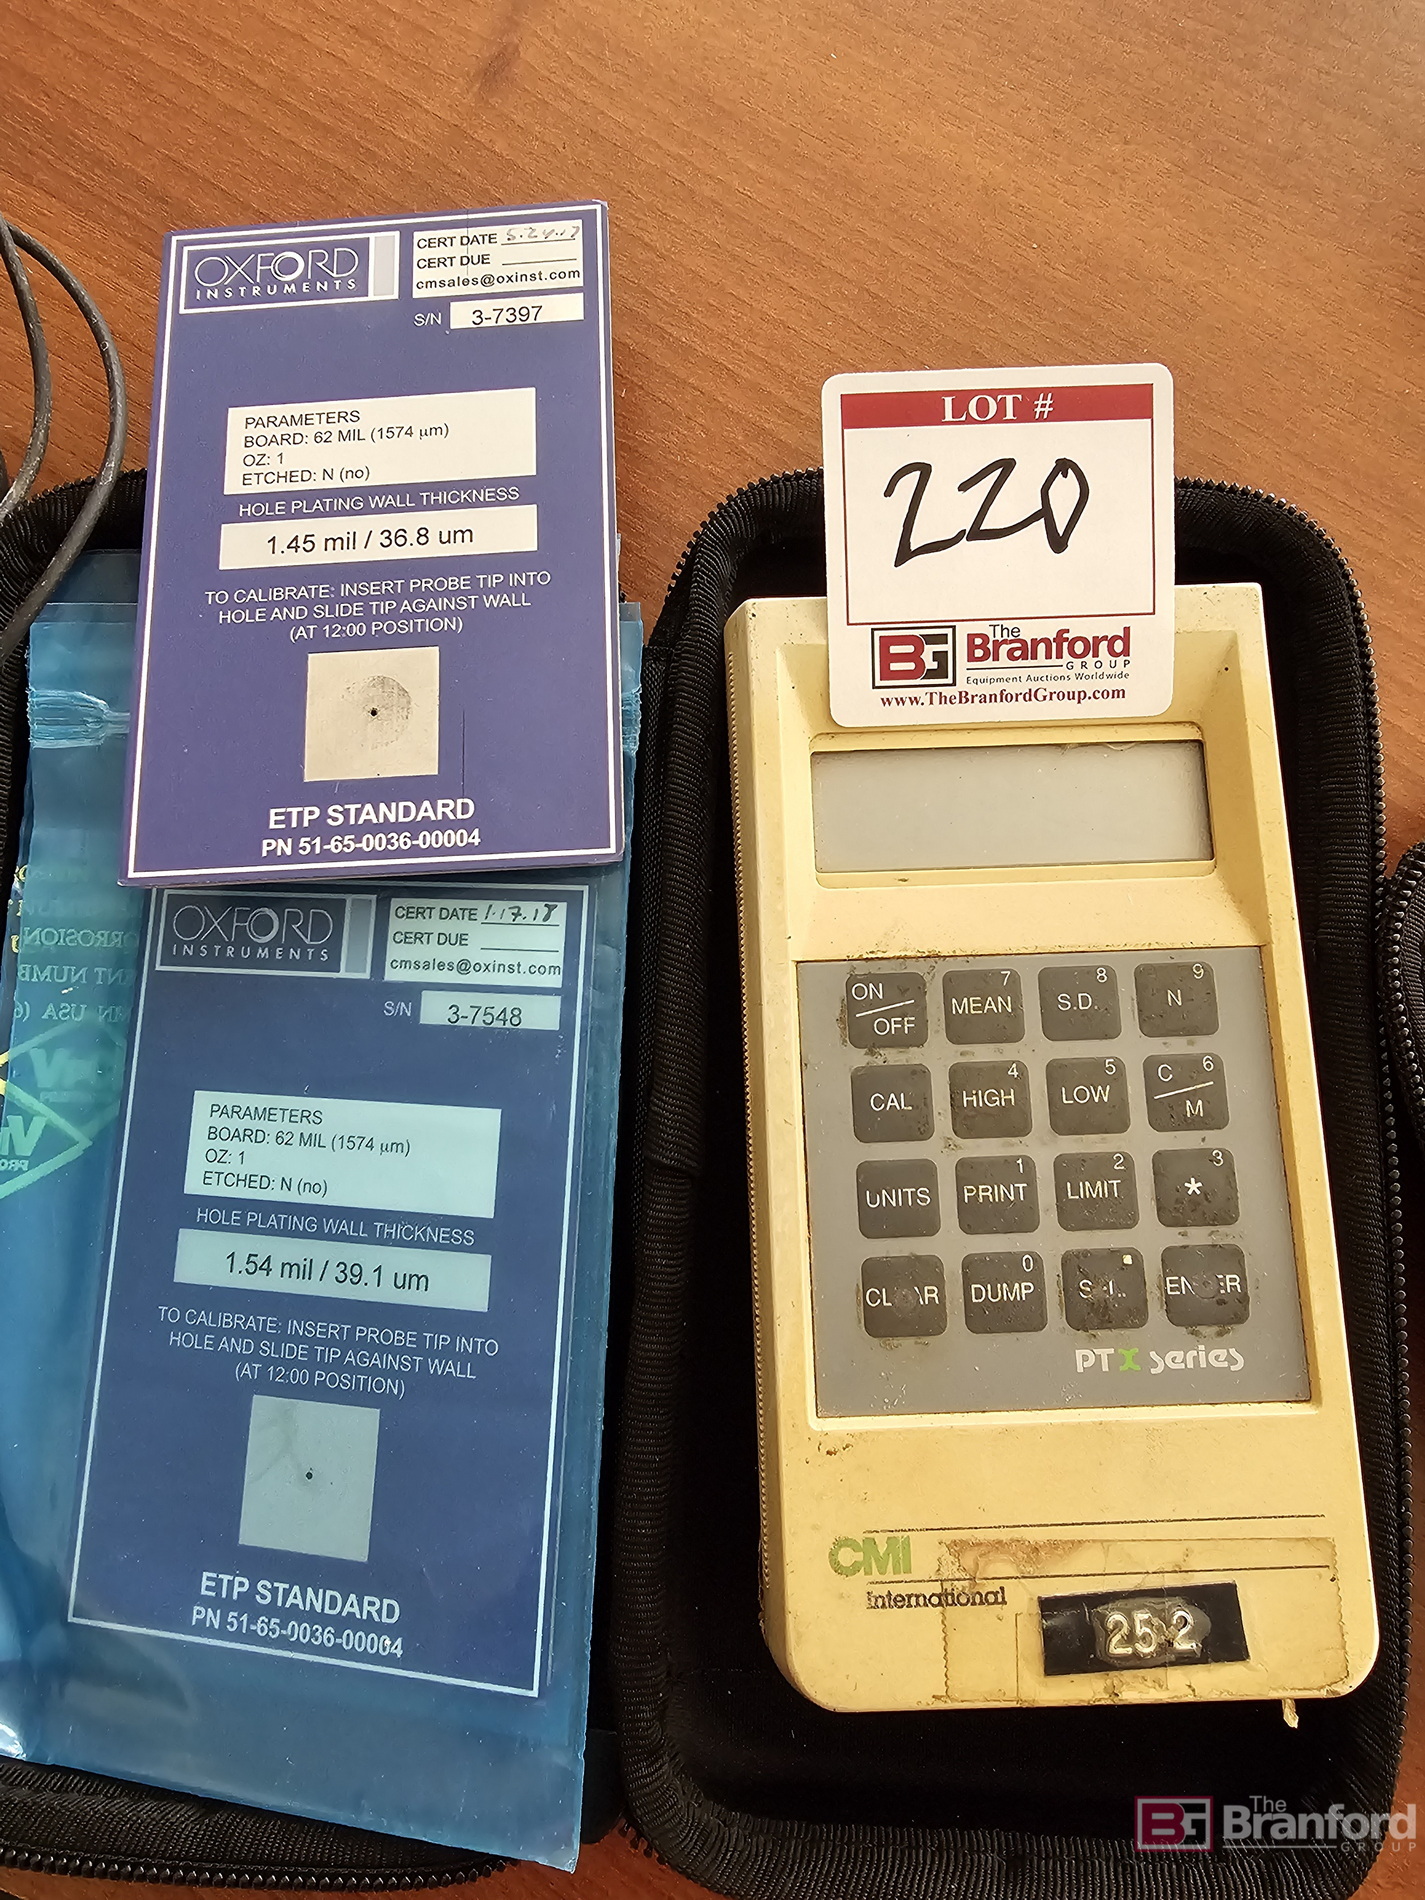 OXFORD
INSTRUMENTS
CERT DATE 5.24.17
CERT DUE
cmsales@oxinst.com
S/N 3-7397
PARAMETERS
BOARD: 62 MIL (1574 µm)
OZ: 1
ETCHED: N (no)
HOLE PLATING WALL THICKNESS
1.45 mil / 36.8 um
TO CALIBRATE: INSERT PROBE TIP INTO
HOLE AND SLIDE TIP AGAINST WALL
(AT 12:00 POSITION)
ETP STANDARD
PN 51-65-0036-00004
OXFORD
INSTRUMENTS
CERT DATE 1.17.18
CERT DUE
cmsales@oxinst.com
S/N 3-7548
PARAMETERS
BOARD: 62 MIL (1574 µm)
OZ: 1
ETCHED: N (no)
HOLE PLATING WALL THICKNESS
1.54 mil / 39.1 um
TO CALIBRATE: INSERT PROBE TIP INTO
HOLE AND SLIDE TIP AGAINST WALL
(AT 12:00 POSITION)
ETP STANDARD
PN 51-65-0036-00004
LOT #
220
BG The Branford
GROUP
Equipment Auctions Worldwide
www.TheBranfordGroup.com
ON/OFF MEAN 7 S.D. 8 N 9
CAL HIGH 4 LOW 5 C/M 6
UNITS PRINT 1 LIMIT 2 * 3
DUMP 0
PTX series
CMI
International
25 2
BG The Branford
GROUP